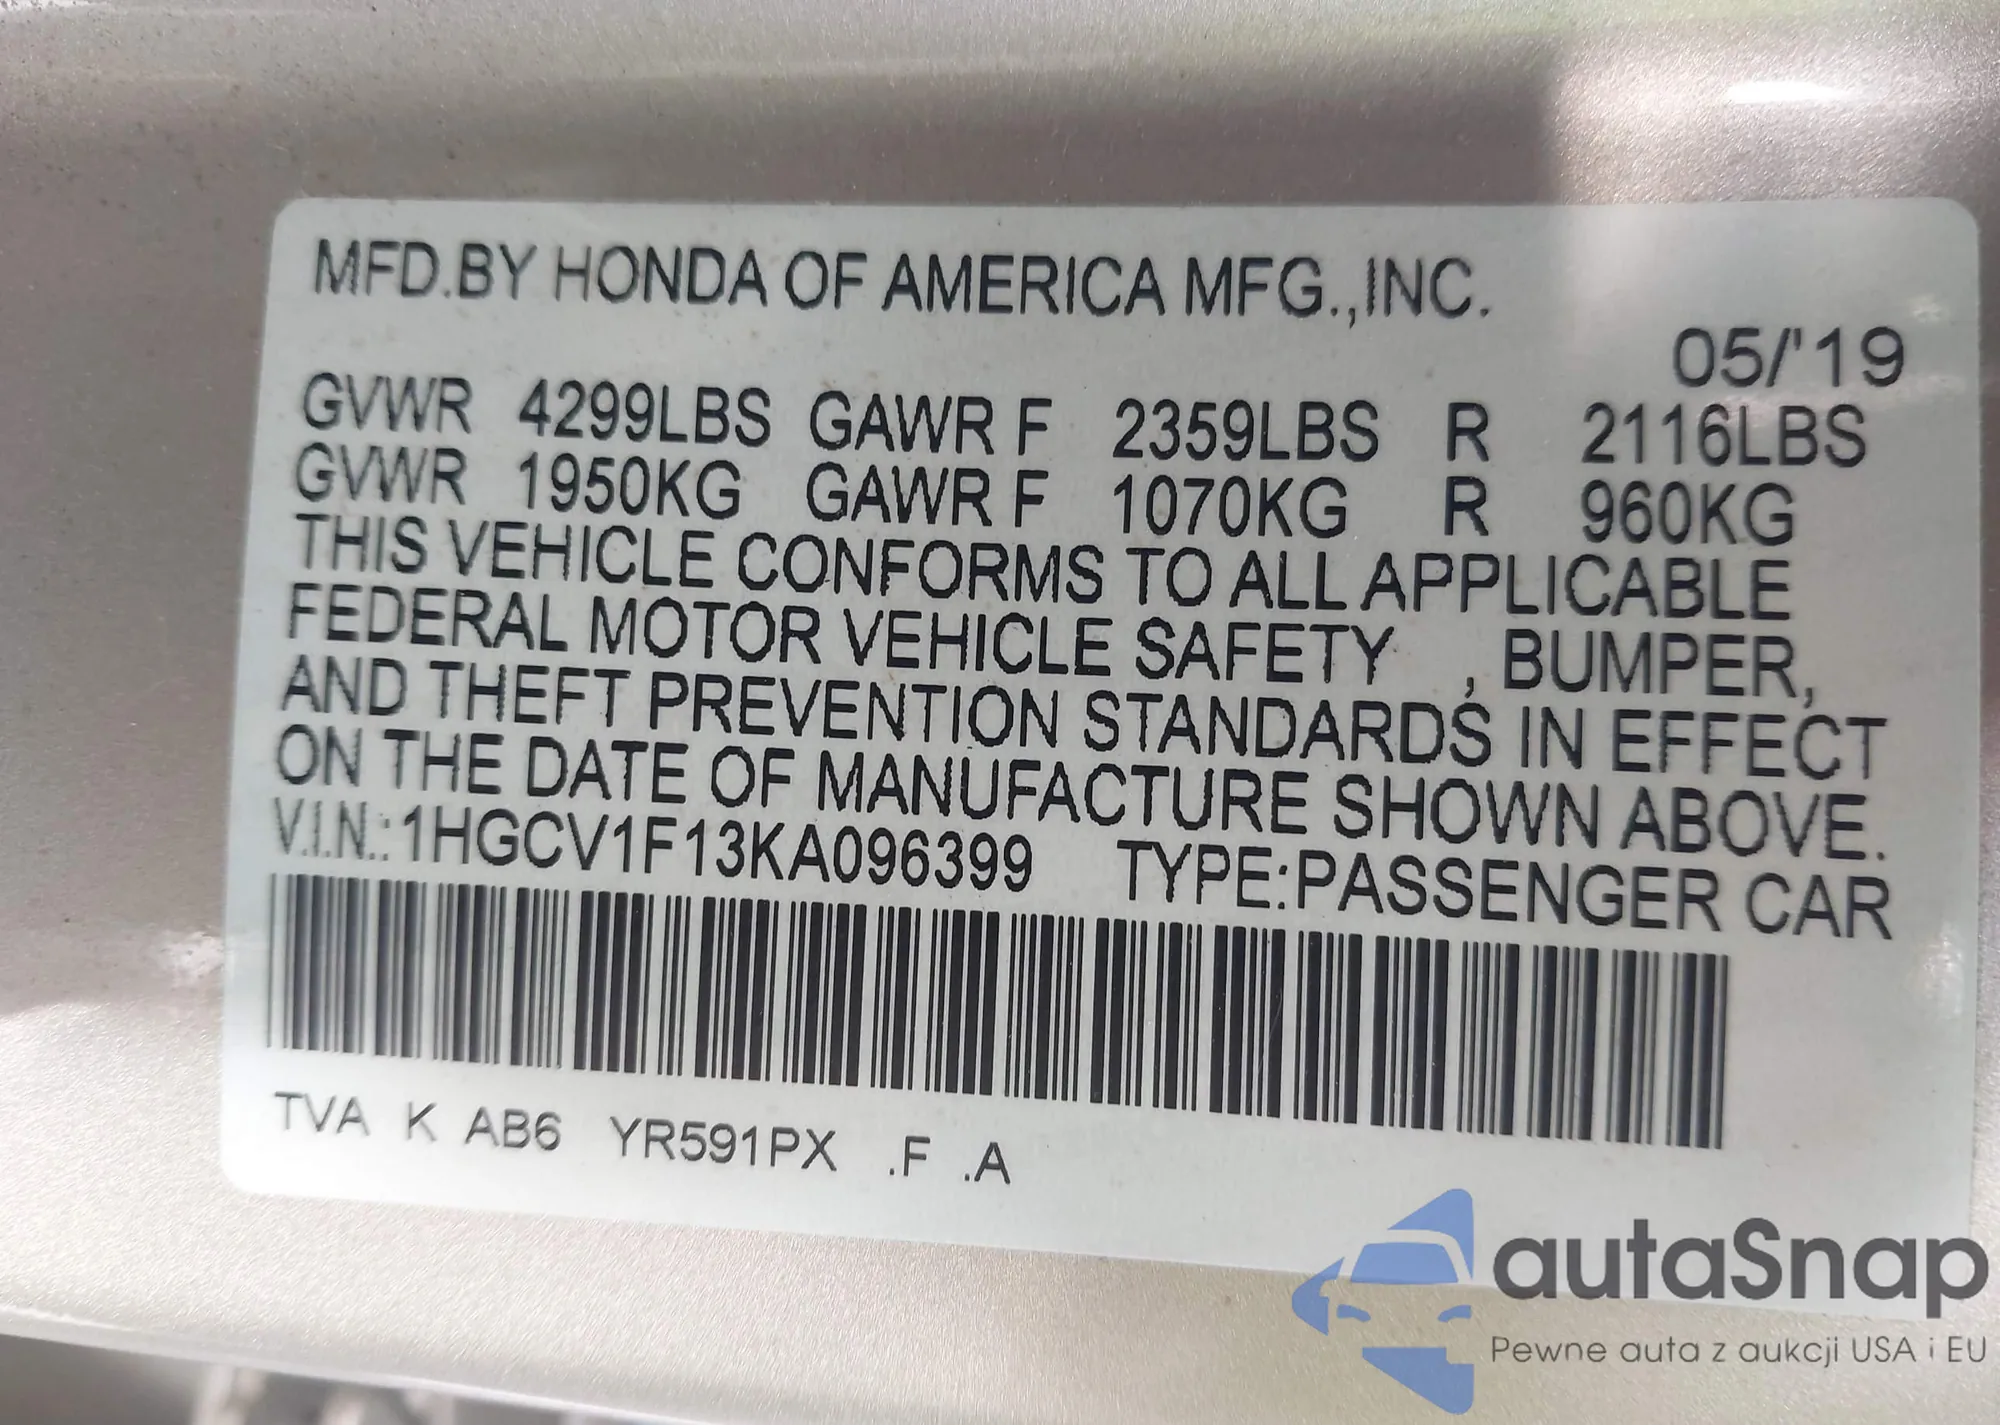 MFD.BY HONDA OF AMERICA MFG.,INC.
05/'19
GVWR 4299LBS GAWR F 2359LBS R 2116LBS
GVWR 1950KG GAWR F 1070KG R 960KG
THIS VEHICLE CONFORMS TO ALL APPLICABLE
FEDERAL MOTOR VEHICLE SAFETY , BUMPER,
AND THEFT PREVENTION STANDARDS IN EFFECT
ON THE DATE OF MANUFACTURE SHOWN ABOVE.
V.I.N.:1HGCV1F13KA096399 TYPE:PASSENGER CAR
TVA K AB6 YR591PX .F .A
autaSnap
Pewne auta z aukcji USA i EU